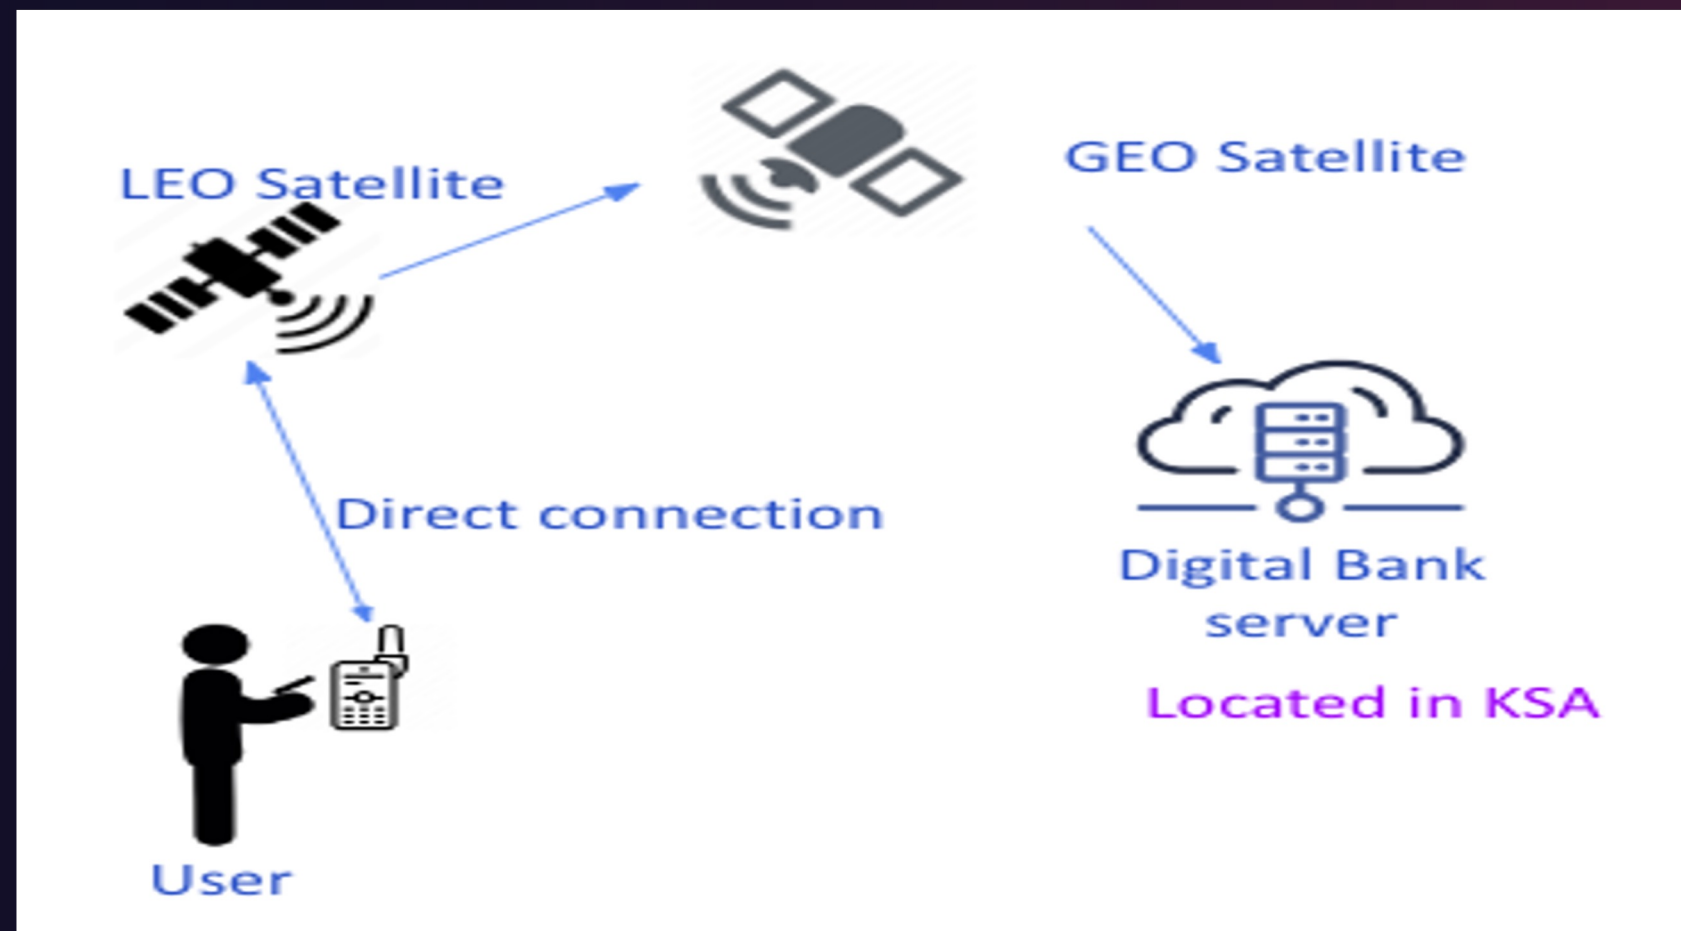 LEO Satellite
GEO Satellite
Direct connection
Digital Bank
server
Located in KSA
User